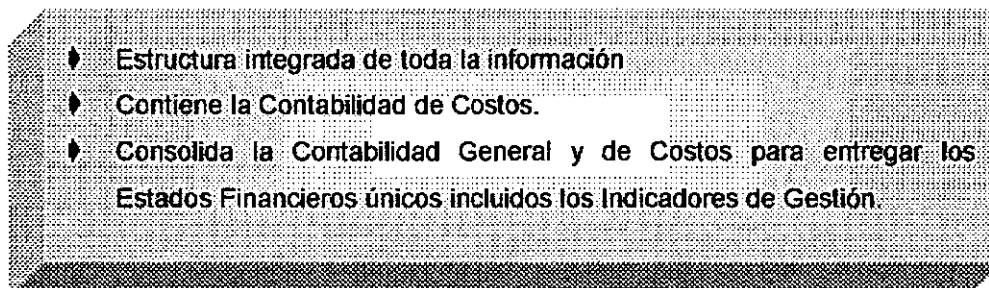 Estructura integrada de toda la información
Contiene la Contabilidad de Costos.
Consolida la Contabilidad General y de Costos para entregar los
Estados Financieros únicos incluidos los Indicadores de Gestión.